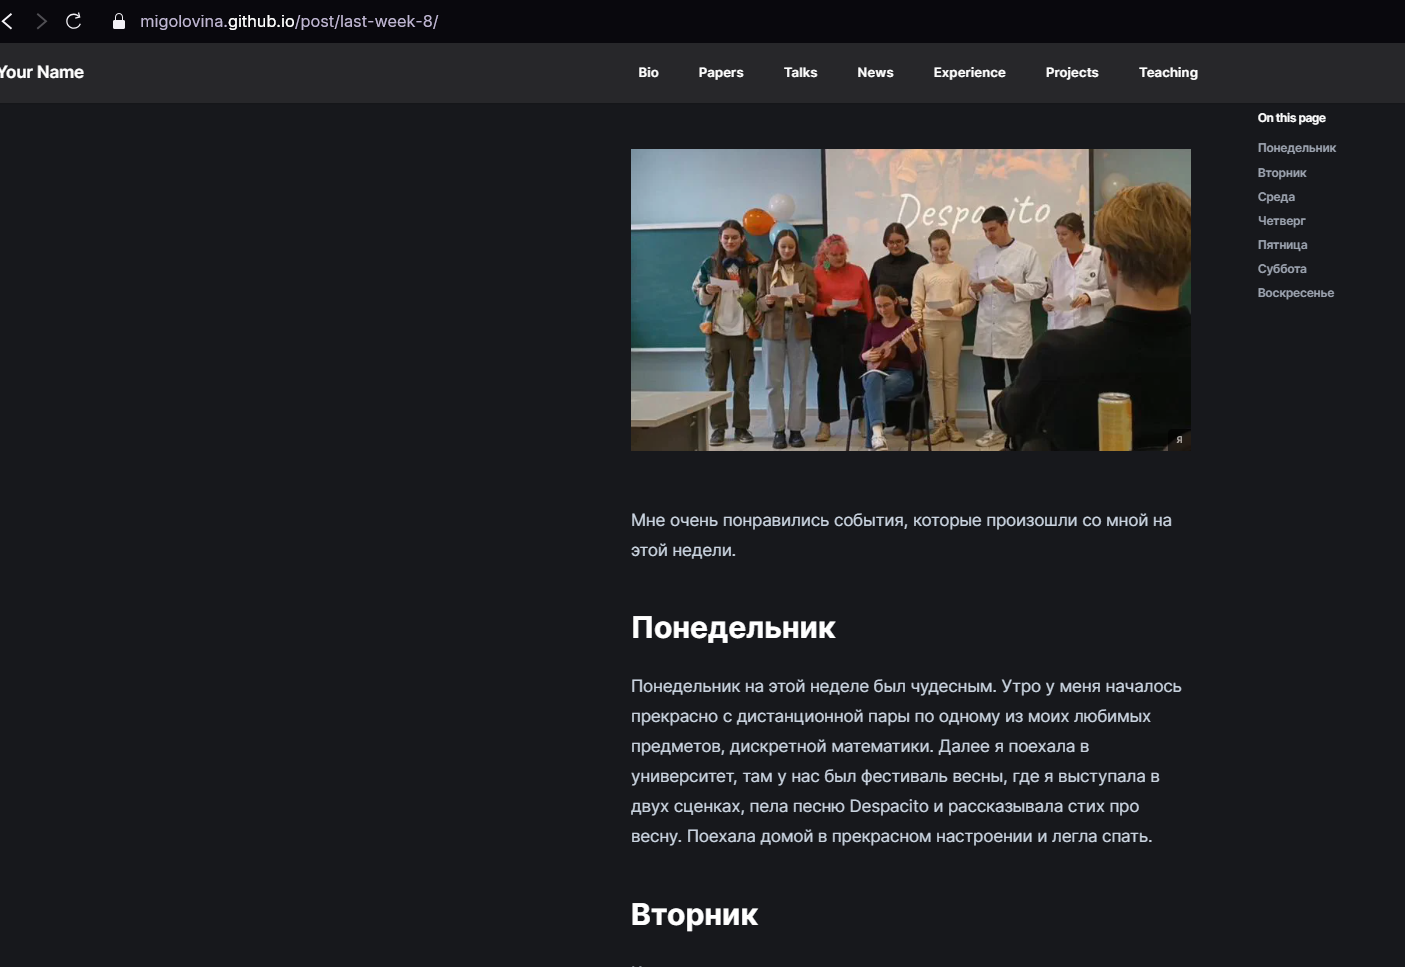 migolovina.github.io/post/last-week-8/
Your Name
Bio Papers Talks News Experience Projects Teaching
On this page
Понедельник
Вторник
Среда
Четверг
Пятница
Суббота
Воскресенье
Despacito
Я
Мне очень понравились события, которые произошли со мной на
этой недели.
Понедельник
Понедельник на этой неделе был чудесным. Утро у меня началось
прекрасно с дистанционной пары по одному из моих любимых
предметов, дискретной математики. Далее я поехала в
университет, там у нас был фестиваль весны, где я выступала в
двух сценках, пела песню Despacito и рассказывала стих про
весну. Поехала домой в прекрасном настроении и легла спать.
Вторник